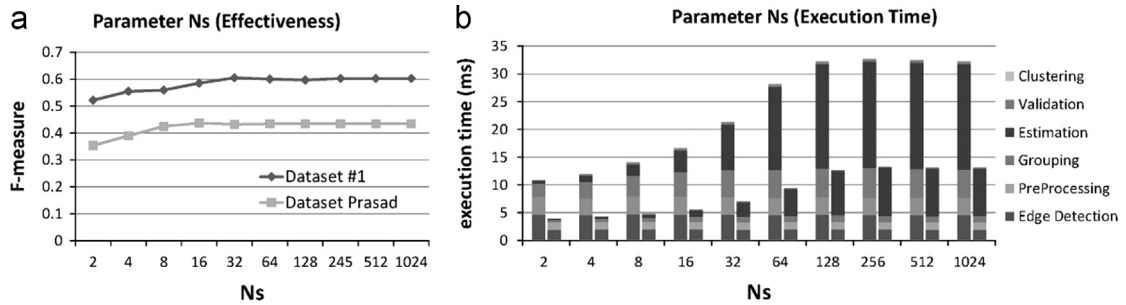 a
Parameter Ns (Effectiveness)
F-measure
0.7
0.6
0.5
0.4
0.3
0.2
0.1
0
Dataset #1
Dataset Prasad
2 4 8 16 32 64 128 245 512 1024
Ns
b
Parameter Ns (Execution Time)
execution time (ms)
35
30
25
20
15
10
5
0
2 4 8 16 32 64 128 256 512 1024
Ns
Clustering
Validation
Estimation
Grouping
PreProcessing
Edge Detection